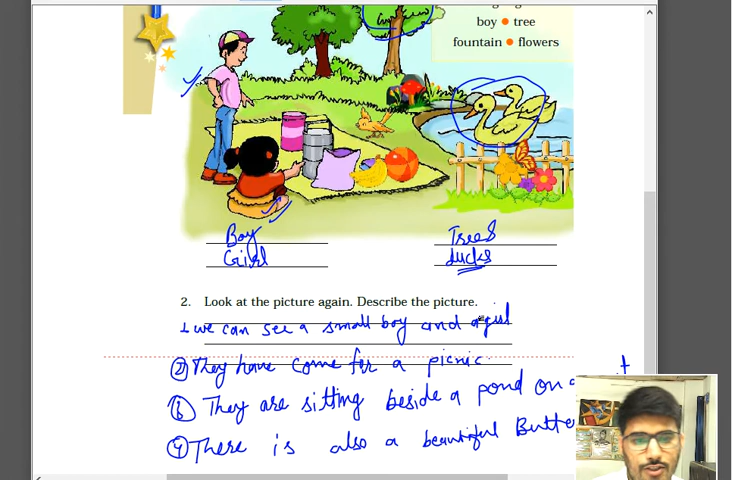 boy • tree
fountain • flowers
Boy
Girl
Trees
ducks
2. Look at the picture again. Describe the picture.
1 we can see a small boy and a girl
② They have come for a picnic.
③ They are sitting beside a pond on
④ There is also a beautiful Butte